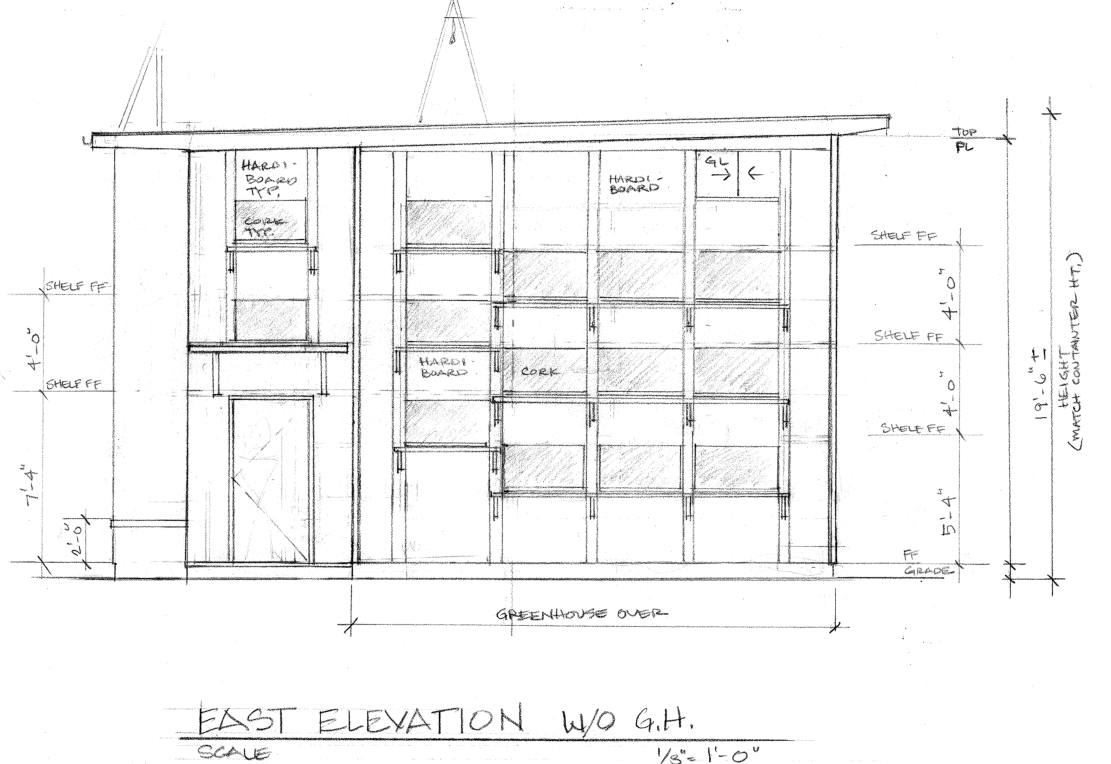 TOP
PL
HARDI-
BOARD
TYP.
CORK
TYP.
HARDI-
BOARD
GL
SHELF FF
SHELF FF
4'-0"
SHELF FF
4'-0"
SHELF FF
4'-0"
SHELF FF
HARDI-
BOARD
CORK
7'-4"
2'-0"
5'-4"
19'-6" ±
HEIGHT
(MATCH CONTANTER HT.)
FF
GRADE
GREENHOUSE OVER
EAST ELEVATION W/O G.H.
SCALE 1/8" = 1'-0"